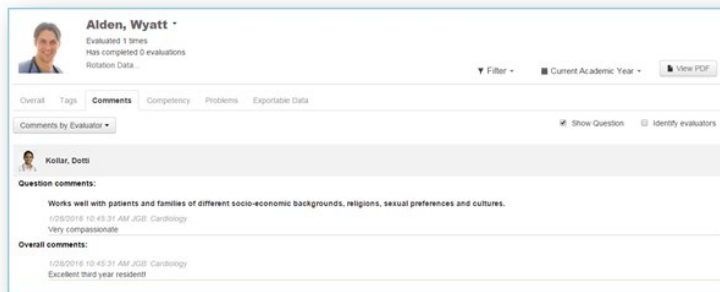 Alden, Wyatt
Evaluated 1 times
Has completed 0 evaluations
Rotation Data...
Filter
Current Academic Year
View PDF
Overall Tags Comments Competency Problems Exportable Data
Comments by Evaluator
Show Question Identify evaluators
Kollar, Dotti
Question comments:
Works well with patients and families of different socio-economic backgrounds, religions, sexual preferences and cultures.
1/28/2016 10:45:31 AM JGB: Cardiology
Very compassionate
Overall comments:
1/28/2016 10:45:31 AM JGB: Cardiology
Excellent third year resident!